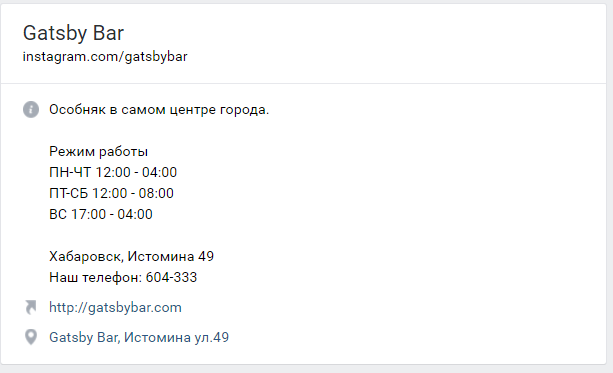 Gatsby Bar
instagram.com/gatsbybar
Особняк в самом центре города.
Режим работы
ПН-ЧТ 12:00 - 04:00
ПТ-СБ 12:00 - 08:00
ВС 17:00 - 04:00
Хабаровск, Истомина 49
Наш телефон: 604-333
http://gatsbybar.com
Gatsby Bar, Истомина ул.49